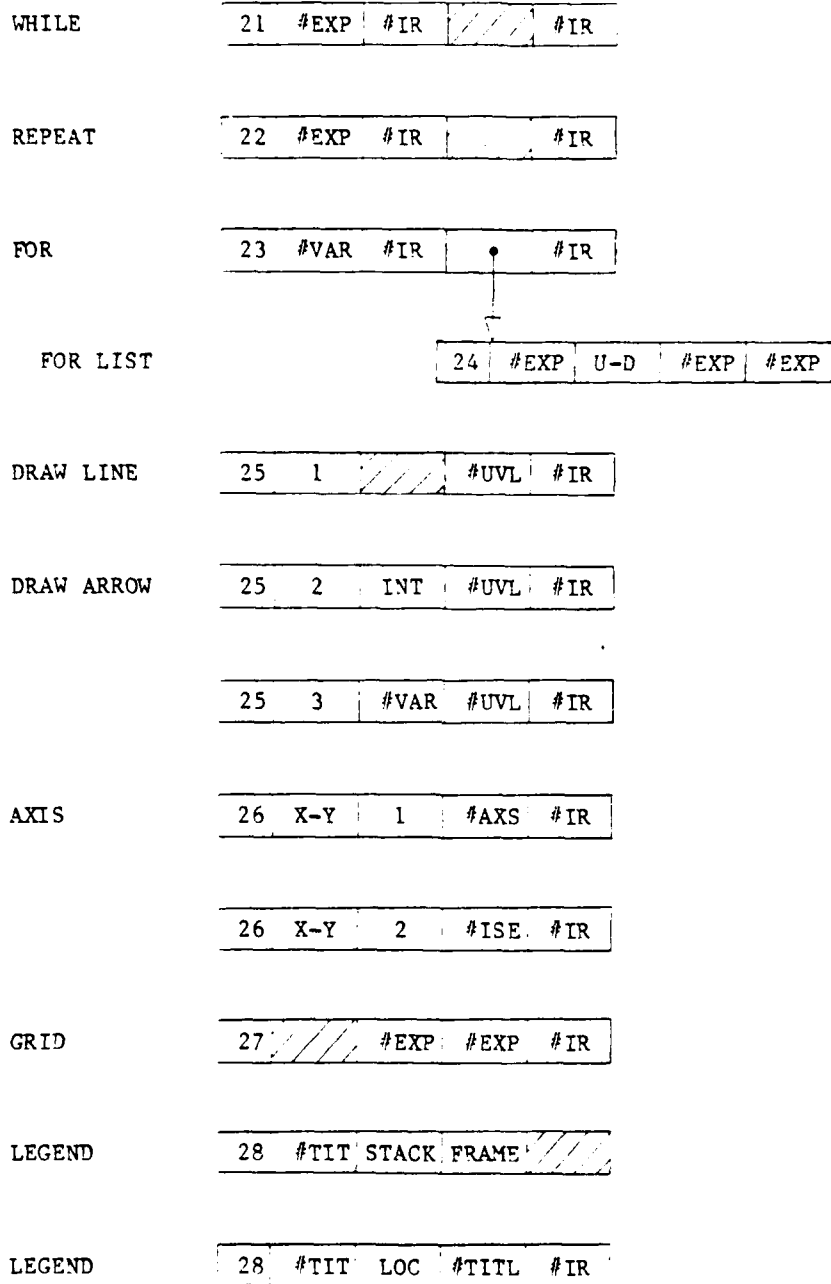 WHILE 21 #EXP #IR #IR
REPEAT 22 #EXP #IR #IR
FOR 23 #VAR #IR #IR
FOR LIST 24 #EXP U-D #EXP #EXP
DRAW LINE 25 1 #UVL #IR
DRAW ARROW 25 2 INT #UVL #IR
25 3 #VAR #UVL #IR
AXIS 26 X-Y 1 #AXS #IR
26 X-Y 2 #ISE #IR
GRID 27 #EXP #EXP #IR
LEGEND 28 #TIT STACK FRAME
LEGEND 28 #TIT LOC #TITL #IR